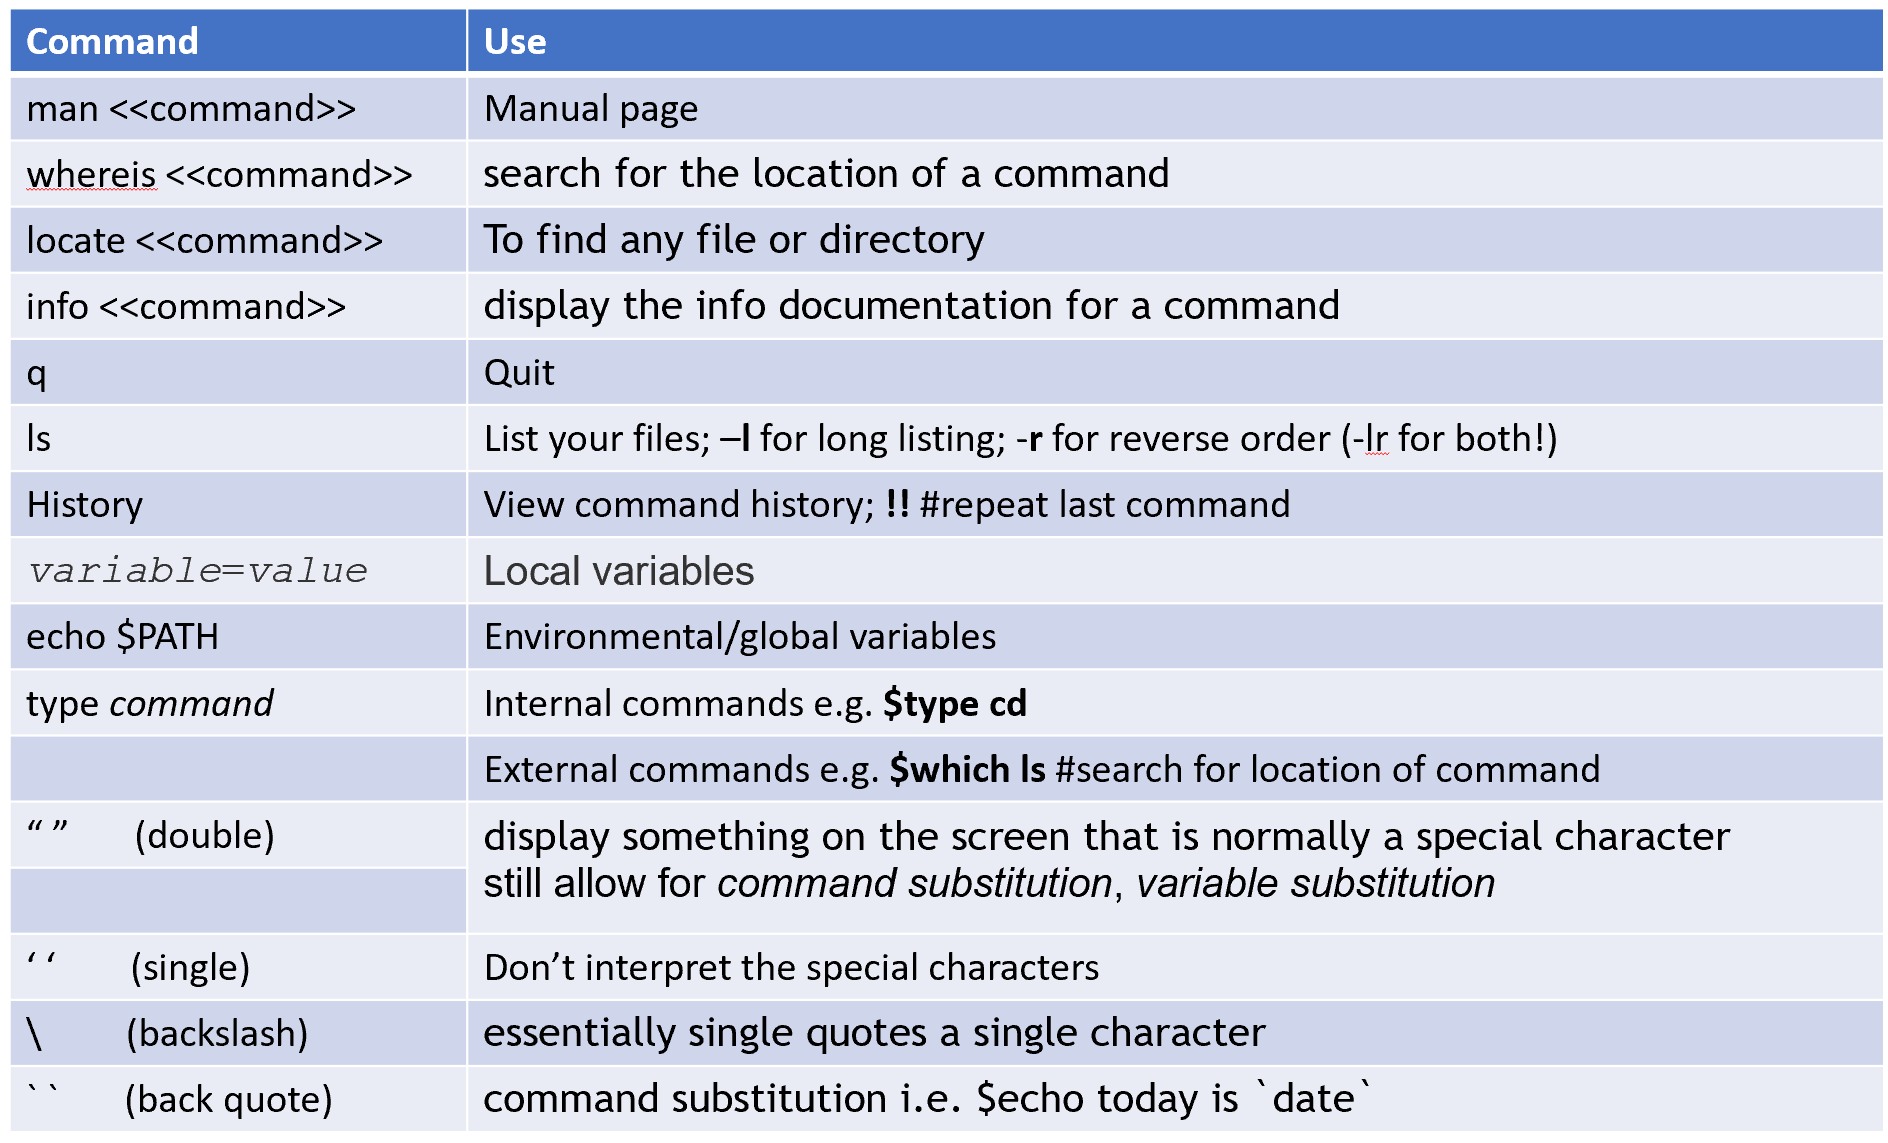 Command Use
man <<command>> Manual page
whereis <<command>> search for the location of a command
locate <<command>> To find any file or directory
info <<command>> display the info documentation for a command
q Quit
ls List your files; –l for long listing; -r for reverse order (-lr for both!)
History View command history; !! #repeat last command
variable=value Local variables
echo $PATH Environmental/global variables
type command Internal commands e.g. $type cd
External commands e.g. $which ls #search for location of command
“ ” (double) display something on the screen that is normally a special character
still allow for command substitution, variable substitution
‘ ‘ (single) Don’t interpret the special characters
\ (backslash) essentially single quotes a single character
` ` (back quote) command substitution i.e. $echo today is `date`